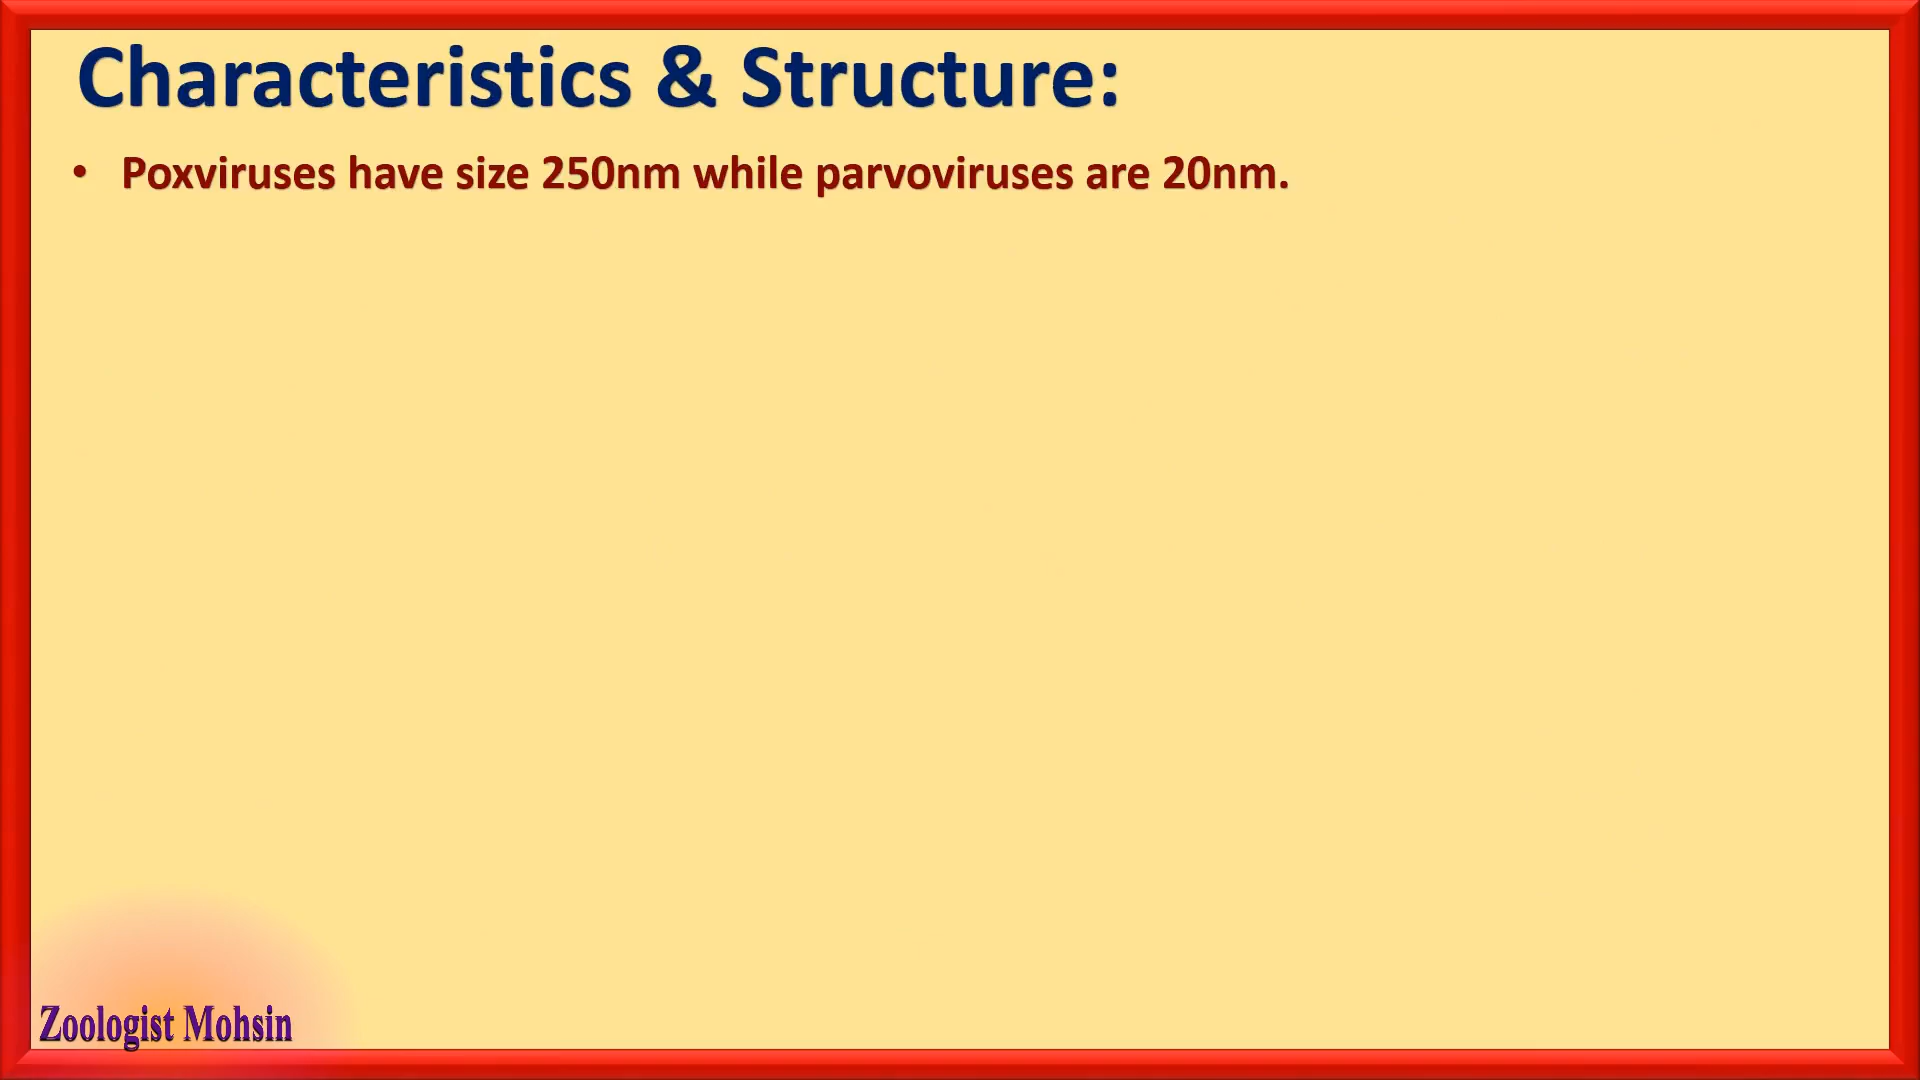 Characteristics & Structure:
• Poxviruses have size 250nm while parvoviruses are 20nm.
Zoologist Mohsin